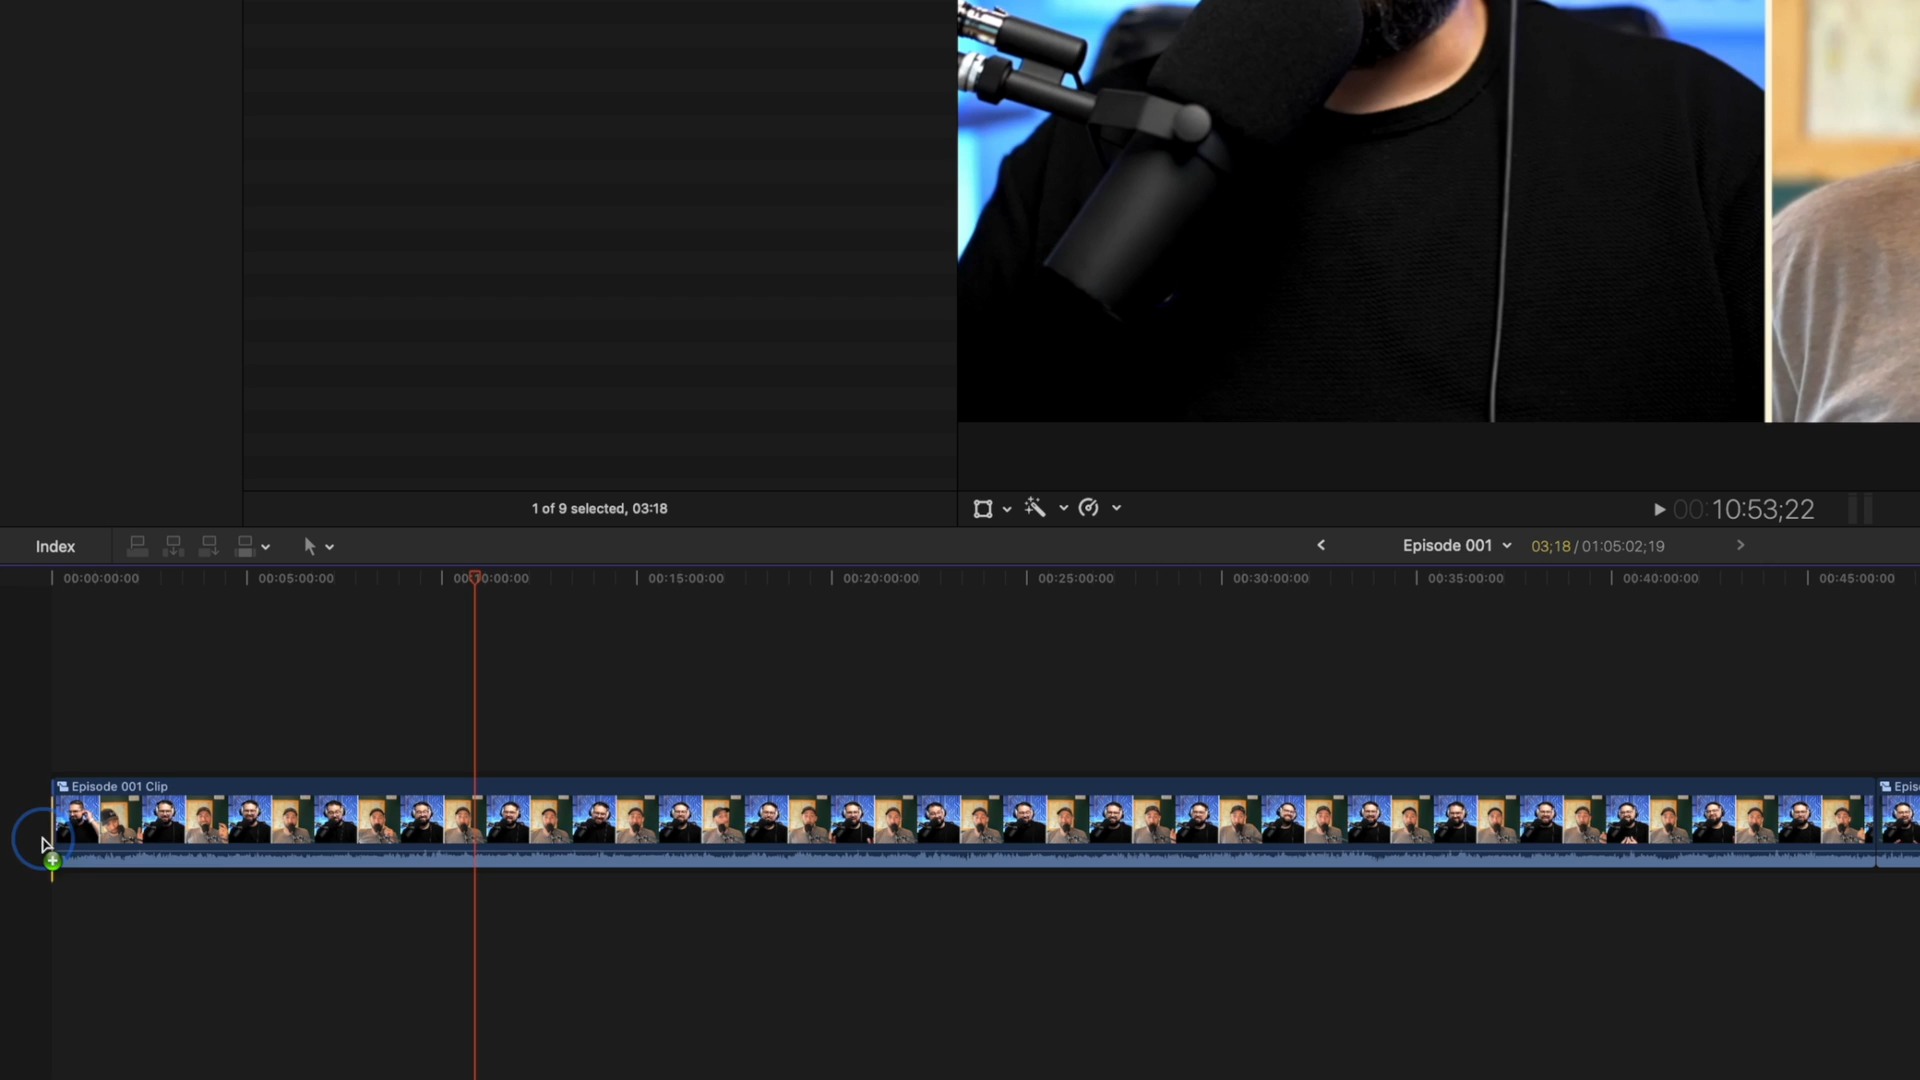 1 of 9 selected, 03:18
00:10:53;22
Index
Episode 001
03;18 / 01:05:02;19
00:00:00:00
00:05:00:00
00:10:00:00
00:15:00:00
00:20:00:00
00:25:00:00
00:30:00:00
00:35:00:00
00:40:00:00
00:45:00:00
Episode 001 Clip
Epis